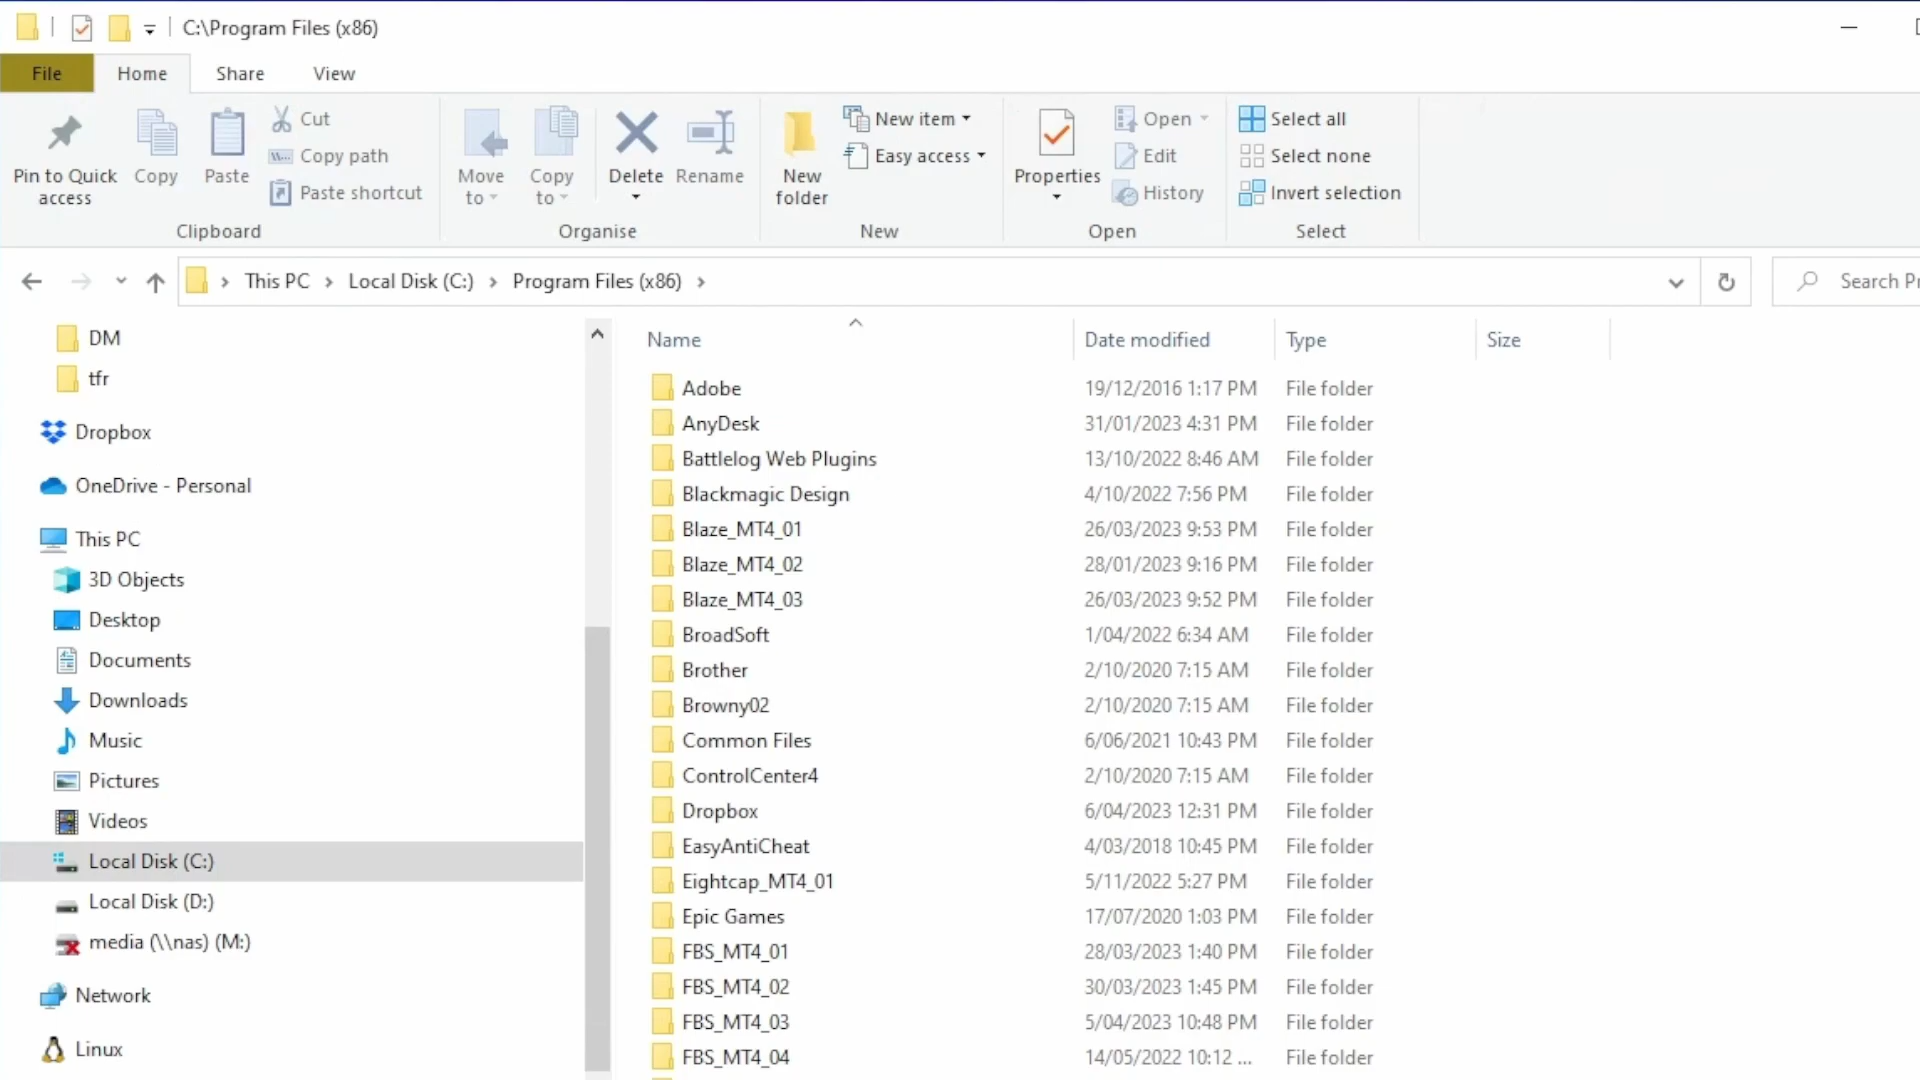 C:\Program Files (x86)
File Home Share View
Pin to Quick access
Copy
Paste
Cut
Copy path
Paste shortcut
Clipboard
Move to
Copy to
Delete
Rename
Organise
New folder
New item
Easy access
New
Properties
Open
Edit
History
Open
Select all
Select none
Invert selection
Select
This PC > Local Disk (C:) > Program Files (x86) >
Search Pr
DM
tfr
Dropbox
OneDrive - Personal
This PC
3D Objects
Desktop
Documents
Downloads
Music
Pictures
Videos
Local Disk (C:)
Local Disk (D:)
media (\\nas) (M:)
Network
Linux
Name Date modified Type Size
Adobe 19/12/2016 1:17 PM File folder
AnyDesk 31/01/2023 4:31 PM File folder
Battlelog Web Plugins 13/10/2022 8:46 AM File folder
Blackmagic Design 4/10/2022 7:56 PM File folder
Blaze_MT4_01 26/03/2023 9:53 PM File folder
Blaze_MT4_02 28/01/2023 9:16 PM File folder
Blaze_MT4_03 26/03/2023 9:52 PM File folder
BroadSoft 1/04/2022 6:34 AM File folder
Brother 2/10/2020 7:15 AM File folder
Browny02 2/10/2020 7:15 AM File folder
Common Files 6/06/2021 10:43 PM File folder
ControlCenter4 2/10/2020 7:15 AM File folder
Dropbox 6/04/2023 12:31 PM File folder
EasyAntiCheat 4/03/2018 10:45 PM File folder
Eightcap_MT4_01 5/11/2022 5:27 PM File folder
Epic Games 17/07/2020 1:03 PM File folder
FBS_MT4_01 28/03/2023 1:40 PM File folder
FBS_MT4_02 30/03/2023 1:45 PM File folder
FBS_MT4_03 5/04/2023 10:48 PM File folder
FBS_MT4_04 14/05/2022 10:12 ... File folder